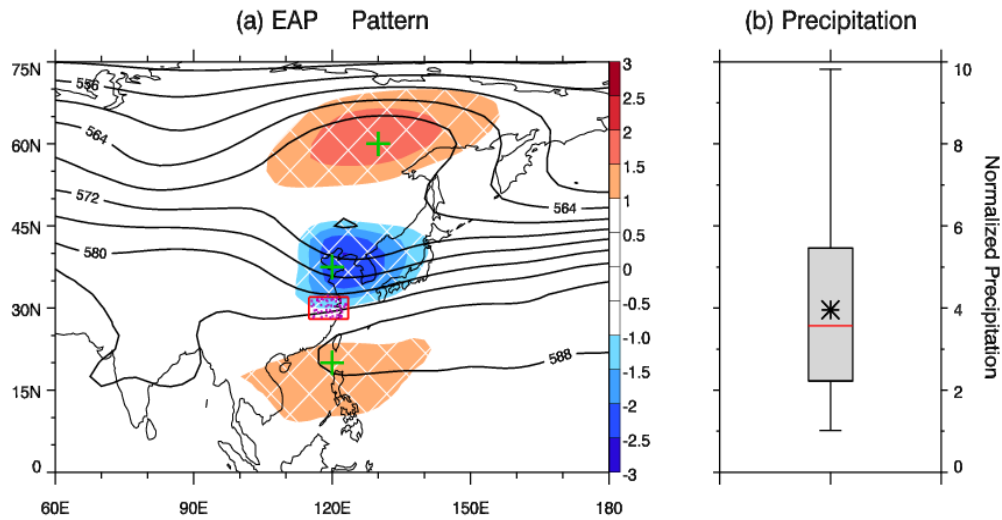 (a) EAP Pattern
(b) Precipitation
75N
60N
45N
30N
15N
0
60E
90E
120E
150E
180
556
564
572
580
564
588
3
2.5
2
1.5
1
0.5
0
-0.5
-1.0
-1.5
-2
-2.5
-3
10
8
6
4
2
0
Normalized Precipitation